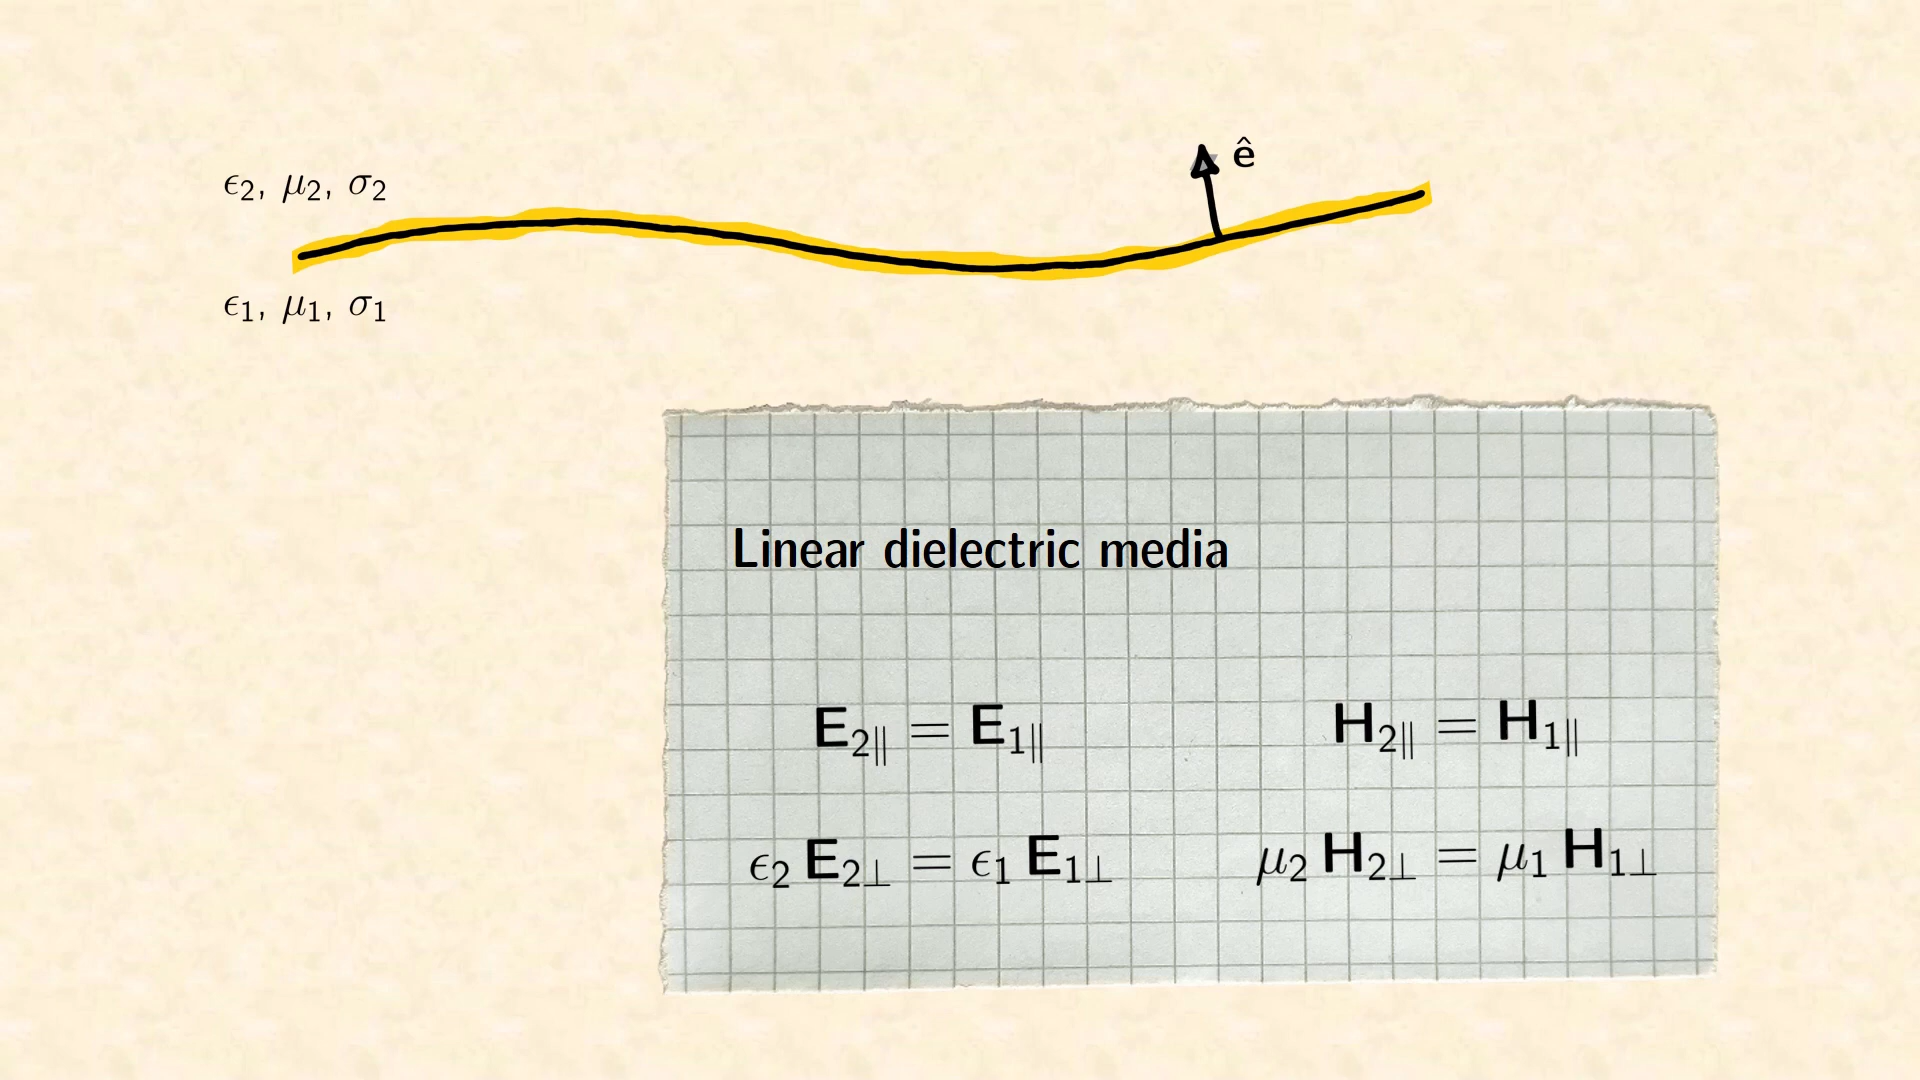 ê
ϵ₂, μ₂, σ₂
ϵ₁, μ₁, σ₁
Linear dielectric media
E₂∥ = E₁∥ H₂∥ = H₁∥
ϵ₂ E₂⊥ = ϵ₁ E₁⊥ μ₂ H₂⊥ = μ₁ H₁⊥